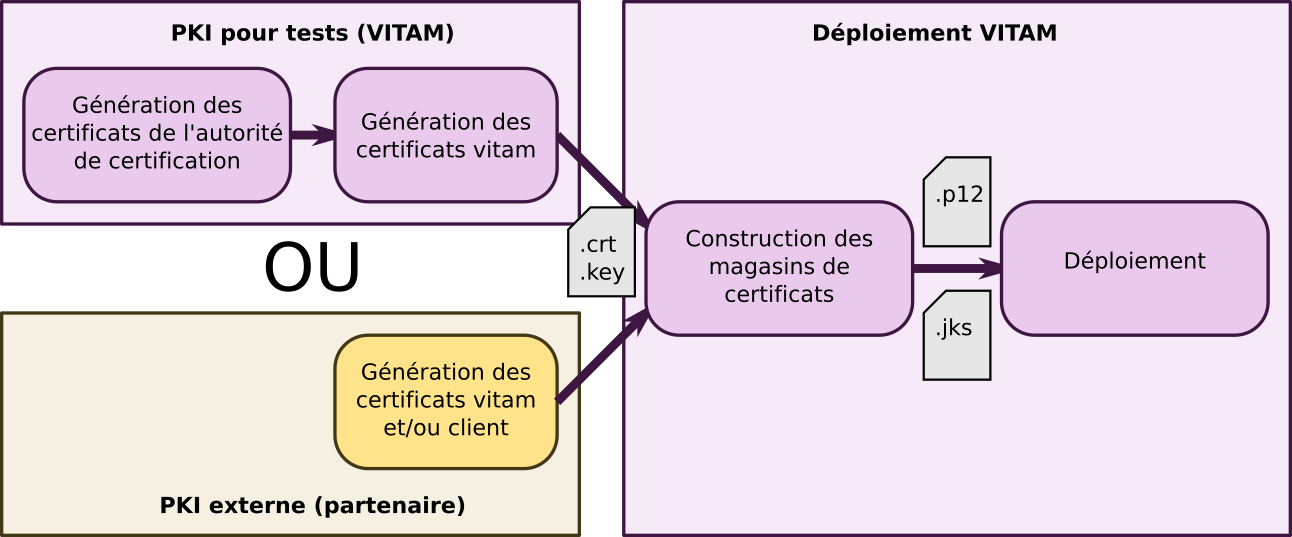 PKI pour tests (VITAM)
Génération des
certificats de l'autorité
de certification
Génération des
certificats vitam
OU
Génération des
certificats vitam
et/ou client
PKI externe (partenaire)
.crt
.key
Déploiement VITAM
Construction des
magasins de
certificats
.p12
.jks
Déploiement